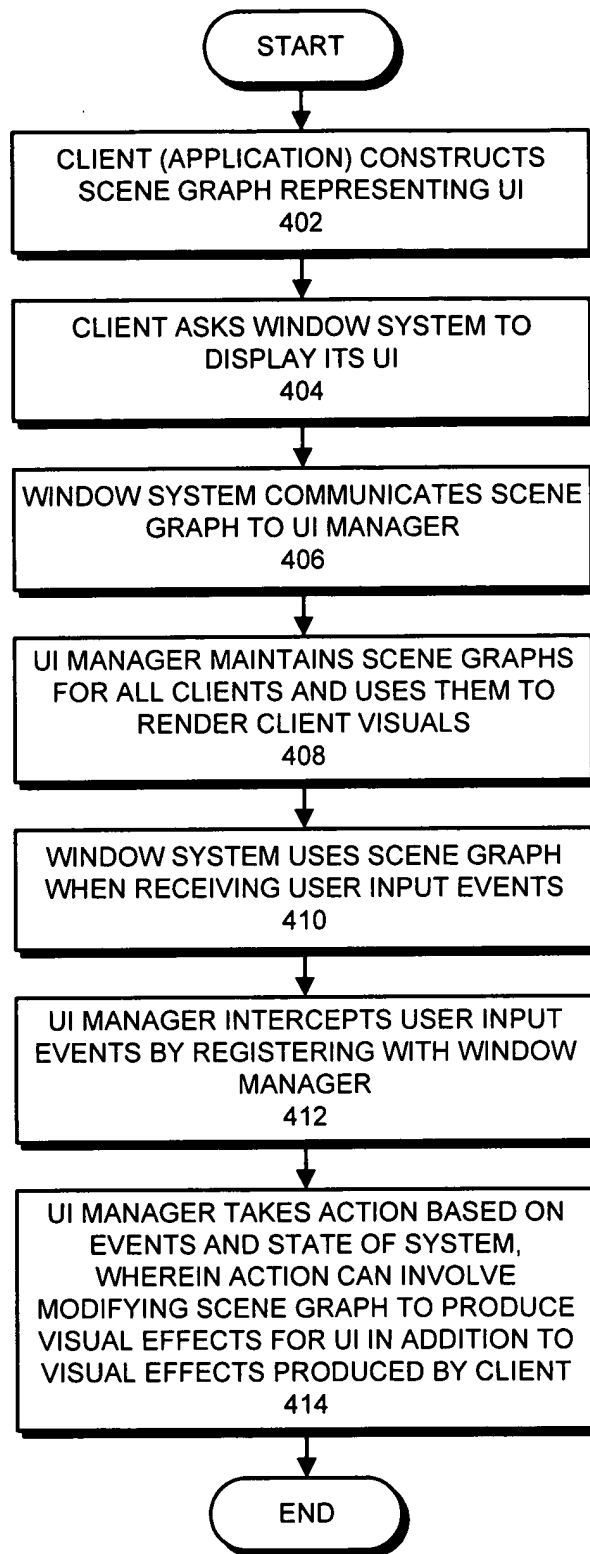 START
CLIENT (APPLICATION) CONSTRUCTS
SCENE GRAPH REPRESENTING UI
402
CLIENT ASKS WINDOW SYSTEM TO
DISPLAY ITS UI
404
WINDOW SYSTEM COMMUNICATES SCENE
GRAPH TO UI MANAGER
406
UI MANAGER MAINTAINS SCENE GRAPHS
FOR ALL CLIENTS AND USES THEM TO
RENDER CLIENT VISUALS
408
WINDOW SYSTEM USES SCENE GRAPH
WHEN RECEIVING USER INPUT EVENTS
410
UI MANAGER INTERCEPTS USER INPUT
EVENTS BY REGISTERING WITH WINDOW
MANAGER
412
UI MANAGER TAKES ACTION BASED ON
EVENTS AND STATE OF SYSTEM,
WHEREIN ACTION CAN INVOLVE
MODIFYING SCENE GRAPH TO PRODUCE
VISUAL EFFECTS FOR UI IN ADDITION TO
VISUAL EFFECTS PRODUCED BY CLIENT
414
END